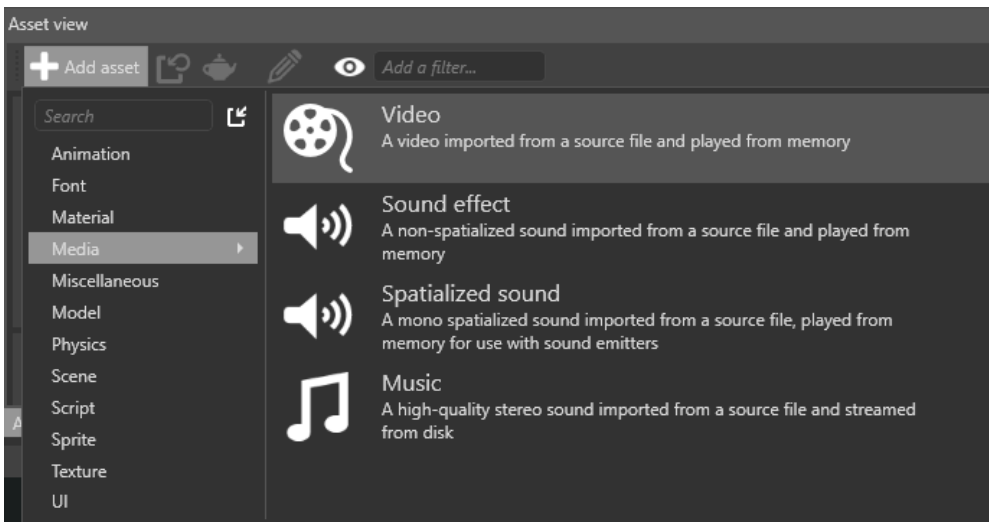 Asset view
Add asset
Add a filter...
Search
Animation
Font
Material
Media
Miscellaneous
Model
Physics
Scene
Script
Sprite
Texture
UI
Video
A video imported from a source file and played from memory
Sound effect
A non-spatialized sound imported from a source file and played from
memory
Spatialized sound
A mono spatialized sound imported from a source file, played from
memory for use with sound emitters
Music
A high-quality stereo sound imported from a source file and streamed
from disk
A